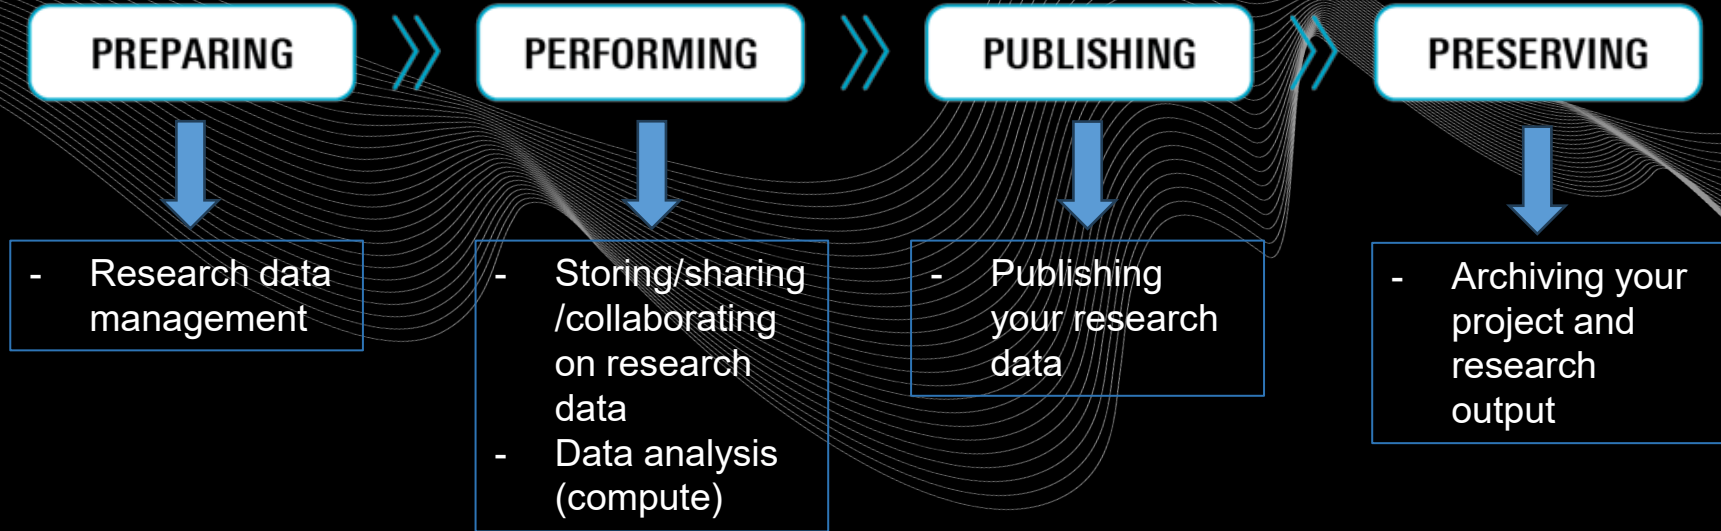 PREPARING
PERFORMING
PUBLISHING
PRESERVING
- Research data
management
- Storing/sharing
/collaborating
on research
data
- Data analysis
(compute)
- Publishing
your research
data
- Archiving your
project and
research
output